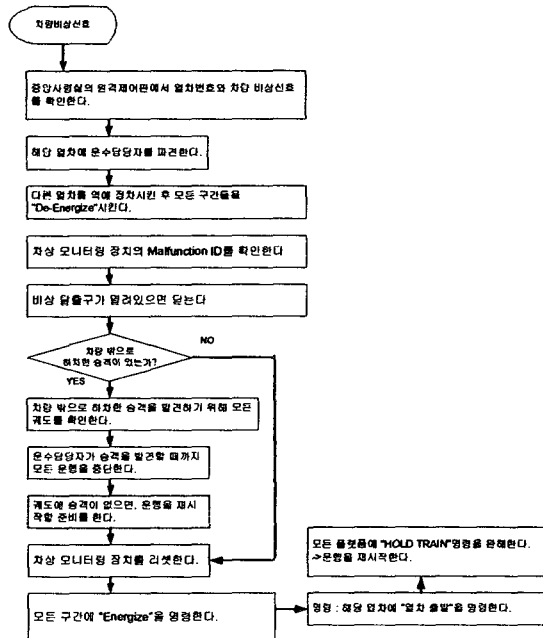 차량비상신호
중앙사령실의 원격제어판에서 열차번호와 차량 비상신호
를 확인한다.
해당 열차에 운수담당자를 파견한다.
다른 열차를 역에 정차시킨 후 모든 구간들을
"De-Energize"시킨다.
차상 모니터링 장치의 Malfunction ID를 확인한다
비상 탈출구가 열려있으면 닫는다
차량 밖으로
하차한 승객이 있는가?
NO
YES
차량 밖으로 하차한 승객을 발견하기 위해 모든
궤도를 확인한다.
운수담당자가 승객을 발견할 때까지
모든 운행을 중단한다.
궤도에 승객이 없으면, 운행을 재시
작할 준비를 한다.
차상 모니터링 장치를 리셋한다.
모든 플랫폼에 "HOLD TRAIN"명령을 완해한다.
->운행을 재시작한다.
모든 구간에 "Energize"을 명령한다.
명령 : 해당 열차에 "열차 출발"을 명령한다.